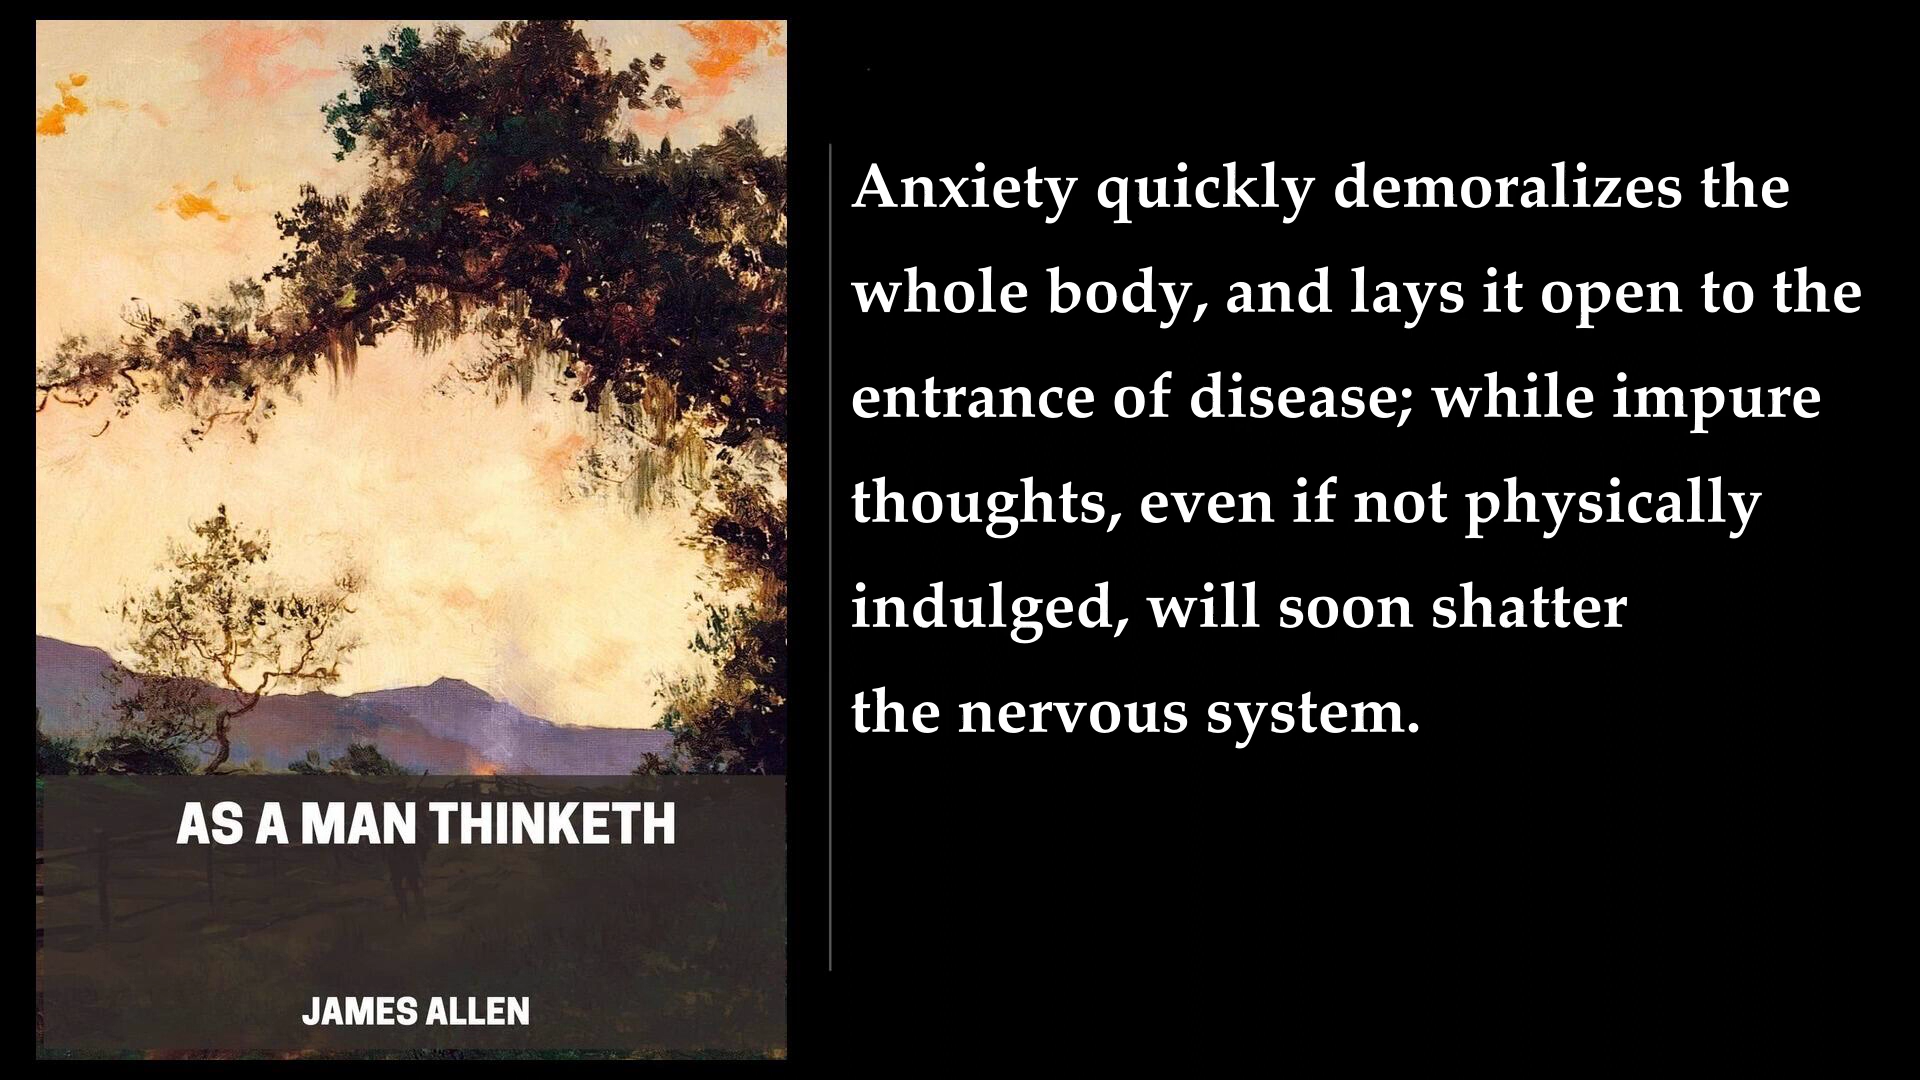 Anxiety quickly demoralizes the
whole body, and lays it open to the
entrance of disease; while impure
thoughts, even if not physically
indulged, will soon shatter
the nervous system.
AS A MAN THINKETH
JAMES ALLEN